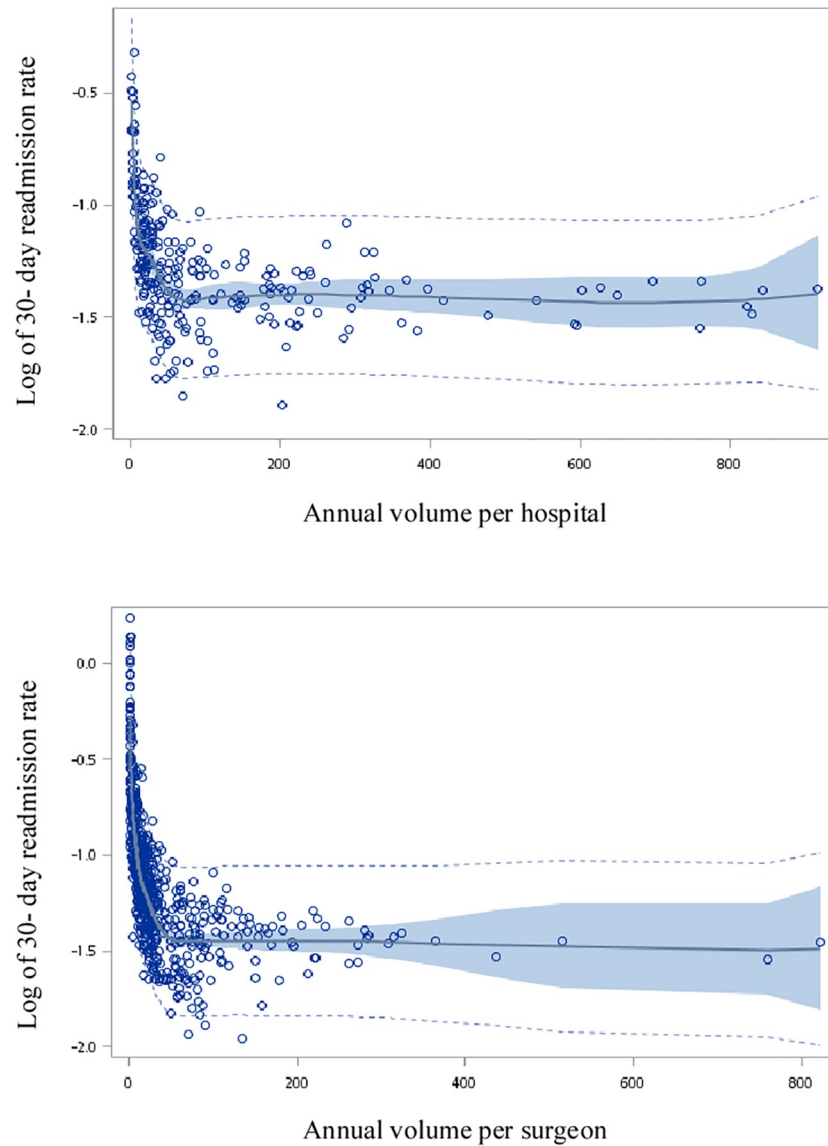 Log of 30- day readmission rate
-0.5
-1.0
-1.5
-2.0
0 200 400 600 800
Annual volume per hospital
Log of 30- day readmission rate
0.0
-0.5
-1.0
-1.5
-2.0
0 200 400 600 800
Annual volume per surgeon